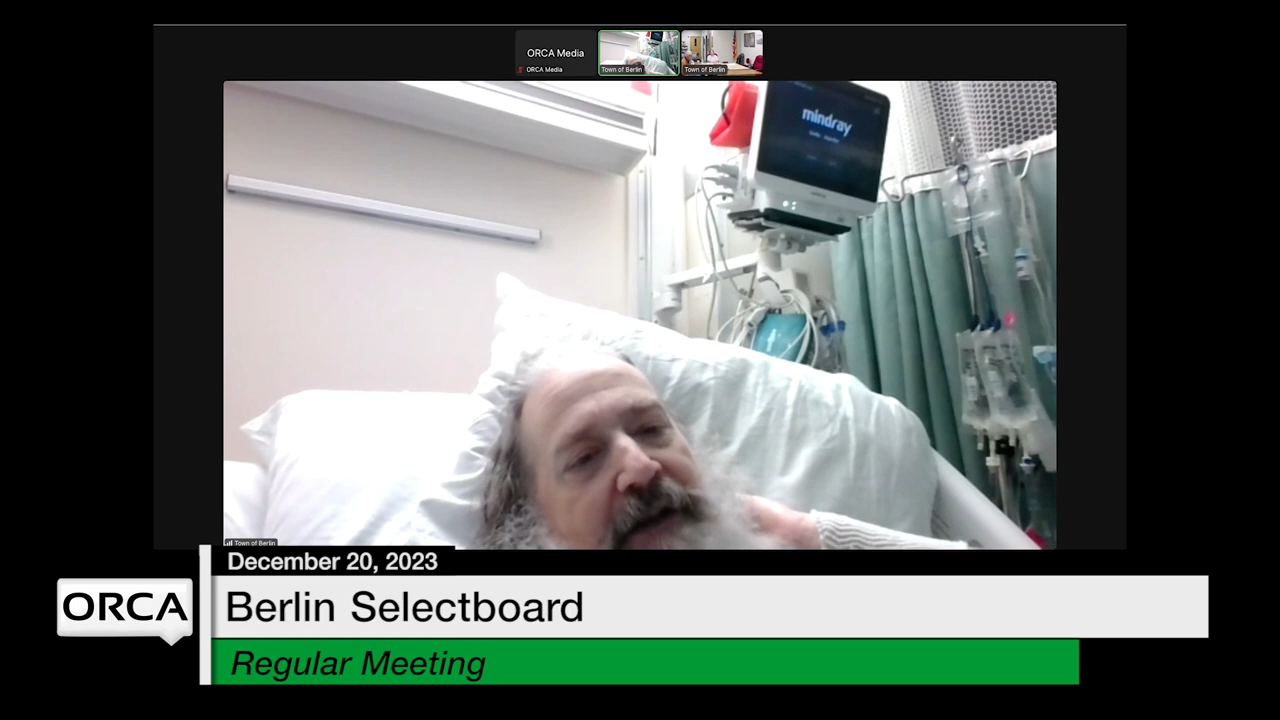 ORCA Media
ORCA Media
Town of Berlin
Town of Berlin
mindray
Town of Berlin
December 20, 2023
ORCA
Berlin Selectboard
Regular Meeting